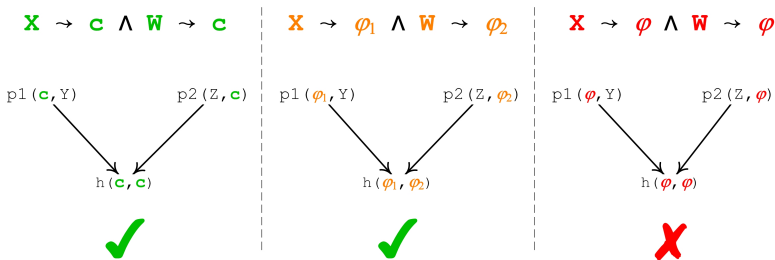 X → c ∧ W → c
p1(c,Y) p2(Z,c)
h(c,c)
✓
X → φ₁ ∧ W → φ₂
p1(φ₁,Y) p2(Z,φ₂)
h(φ₁,φ₂)
✓
X → φ ∧ W → φ
p1(φ,Y) p2(Z,φ)
h(φ,φ)
✗